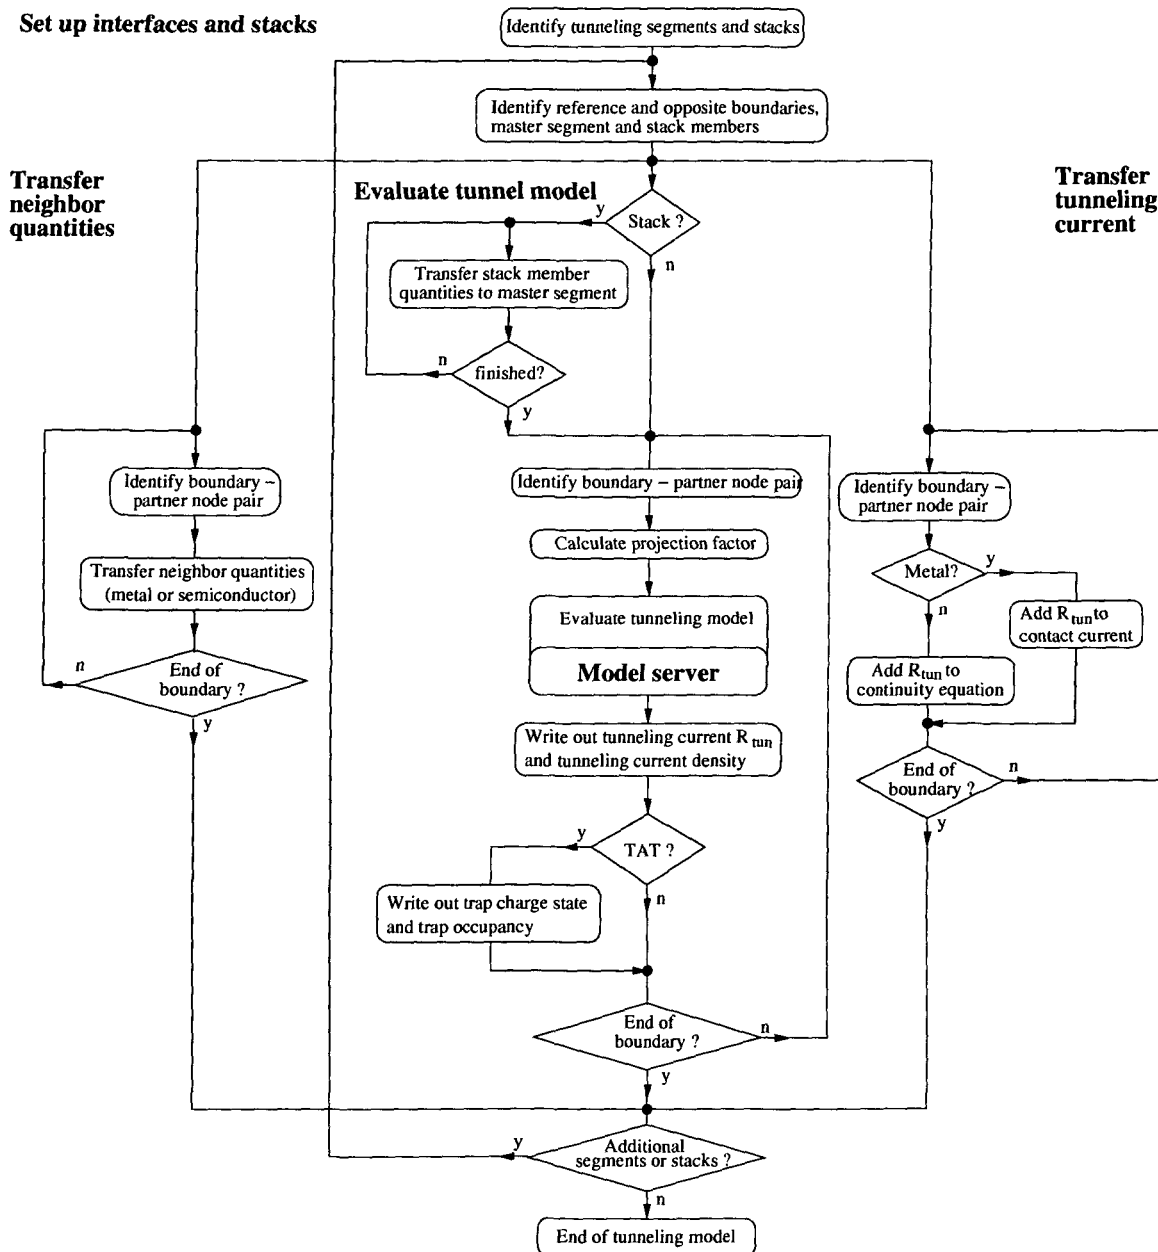 Set up interfaces and stacks
Identify tunneling segments and stacks
Identify reference and opposite boundaries,
master segment and stack members
Transfer
neighbor
quantities
Evaluate tunnel model
Transfer
tunneling
current
y
Stack ?
n
Transfer stack member
quantities to master segment
n
finished?
y
Identify boundary –
partner node pair
Transfer neighbor quantities
(metal or semiconductor)
n
End of
boundary ?
y
Identify boundary – partner node pair
Calculate projection factor
Evaluate tunneling model
Model server
Write out tunneling current Rtun
and tunneling current density
y
TAT ?
n
Write out trap charge state
and trap occupancy
End of
boundary ?
n
y
Identify boundary –
partner node pair
Metal?
y
n
Add Rtun to
contact current
Add Rtun to
continuity equation
End of
boundary ?
n
y
y
Additional
segments or stacks ?
n
End of tunneling model